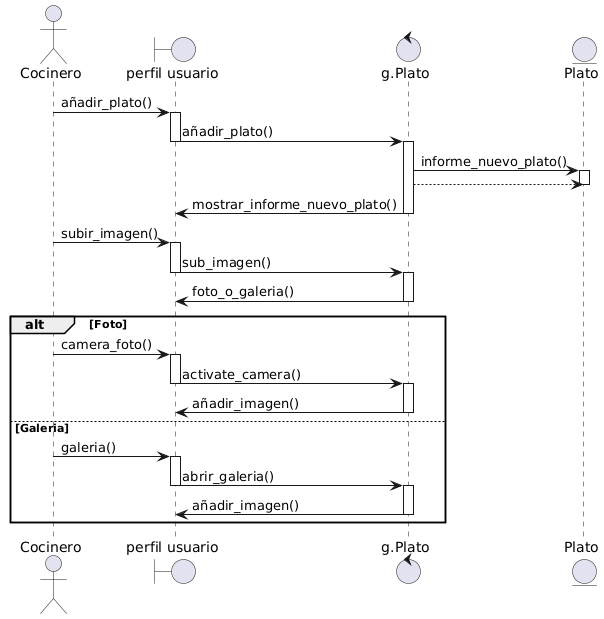 Cocinero
perfil usuario
g.Plato
Plato
añadir_plato()
añadir_plato()
informe_nuevo_plato()
mostrar_informe_nuevo_plato()
subir_imagen()
sub_imagen()
foto_o_galeria()
alt [Foto]
camera_foto()
activate_camera()
añadir_imagen()
[Galeria]
galeria()
abrir_galeria()
añadir_imagen()
Cocinero
perfil usuario
g.Plato
Plato